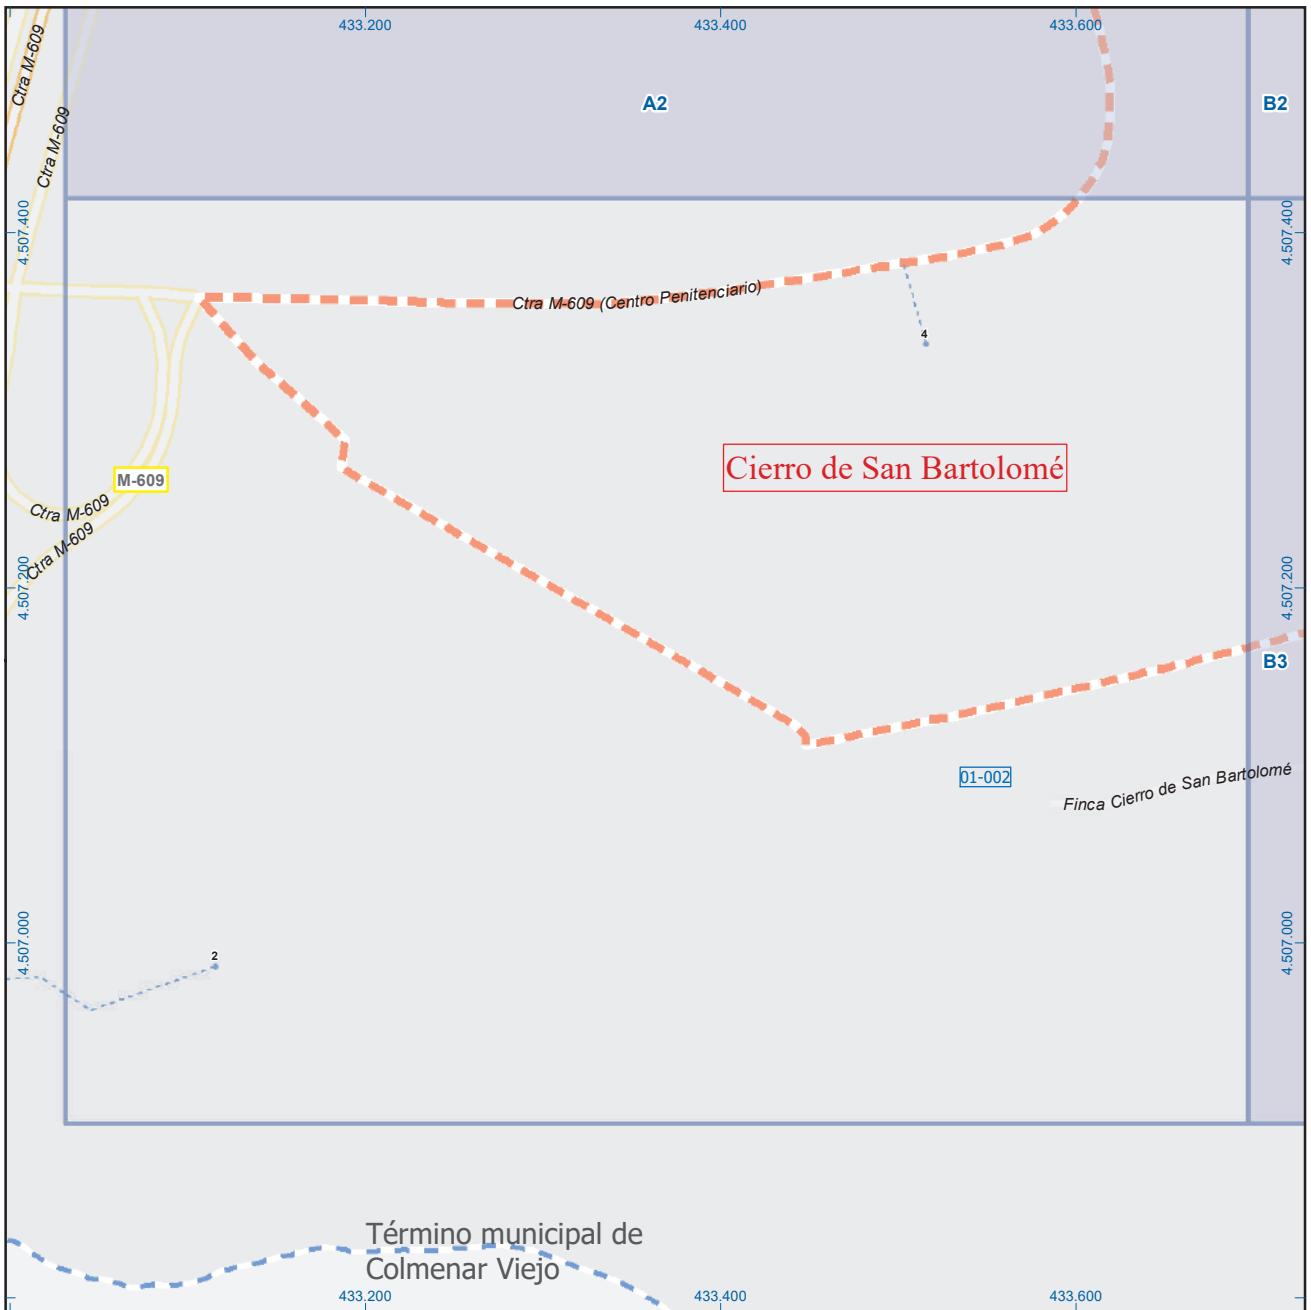 433.200
433.400
433.600
Ctra M-609
Ctra M-609
A2
B2
4.507.400
4.507.400
Ctra M-609 (Centro Penitenciario)
4
Cierro de San Bartolomé
M-609
Ctra M-609
Ctra M-609
4.507.200
4.507.200
B3
01-002
Finca Cierro de San Bartolomé
4.507.000
4.507.000
2
Término municipal de
Colmenar Viejo
433.200
433.400
433.600